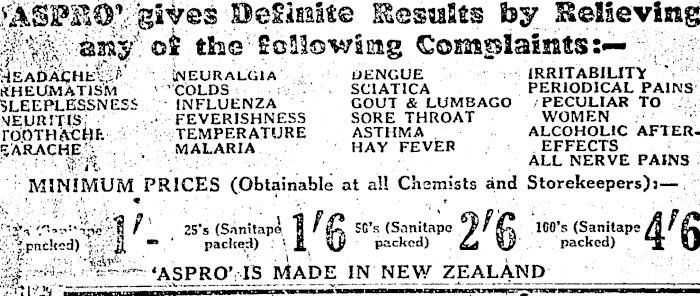 'ASPRO' gives Definite Results by Relieving
any of the following Complaints:—
HEADACHE
RHEUMATISM
SLEEPLESSNESS
NEURITIS
TOOTHACHE
EARACHE
NEURALGIA
COLDS
INFLUENZA
FEVERISHNESS
TEMPERATURE
MALARIA
DENGUE
SCIATICA
GOUT & LUMBAGO
SORE THROAT
ASTHMA
HAY FEVER
IRRITABILITY
PERIODICAL PAINS
PECULIAR TO
WOMEN
ALCOHOLIC AFTER-
EFFECTS
ALL NERVE PAINS
MINIMUM PRICES (Obtainable at all Chemists and Storekeepers):—
(Sanitape
packed) 1'-
25's (Sanitape
packed) 1'6
50's (Sanitape
packed) 2'6
100's (Sanitape
packed) 4'6
'ASPRO' IS MADE IN NEW ZEALAND